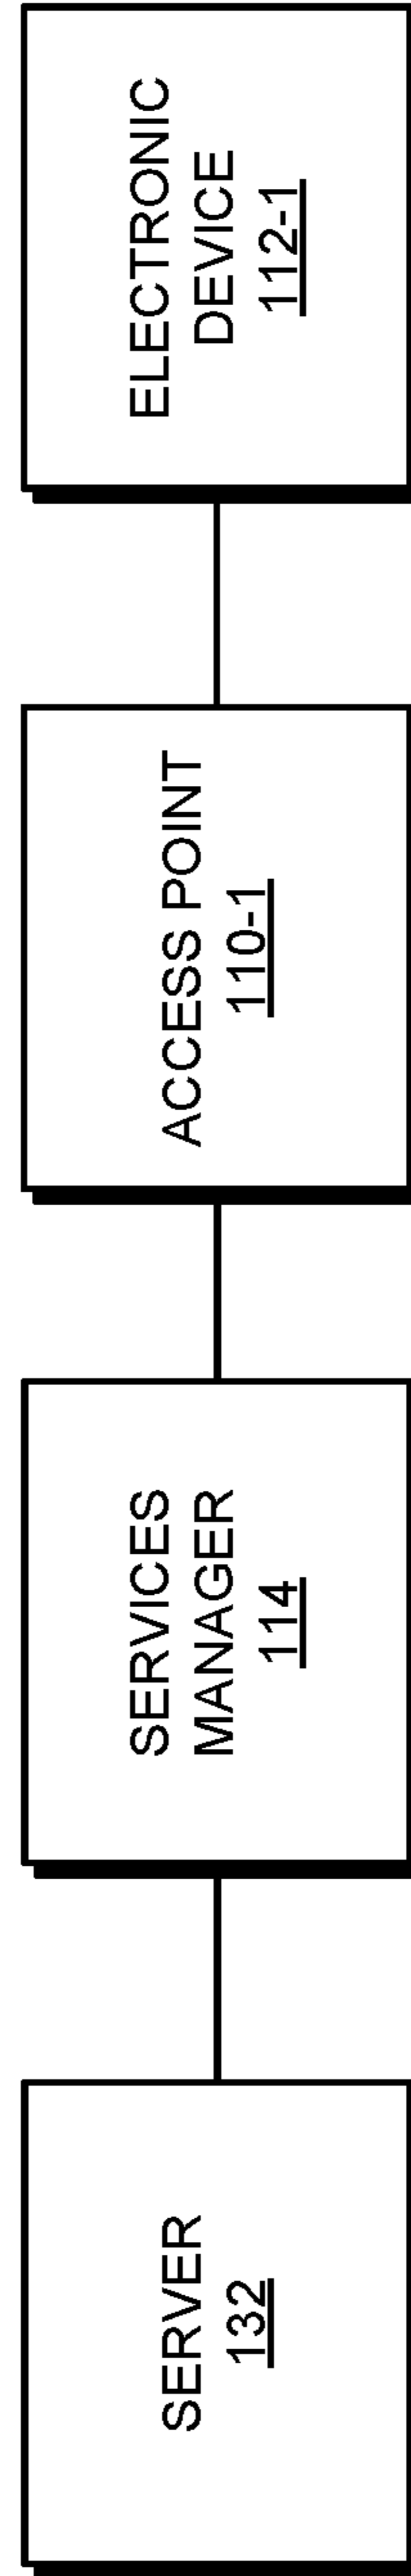 SERVER
132
SERVICES
MANAGER
114
ACCESS POINT
110-1
ELECTRONIC
DEVICE
112-1